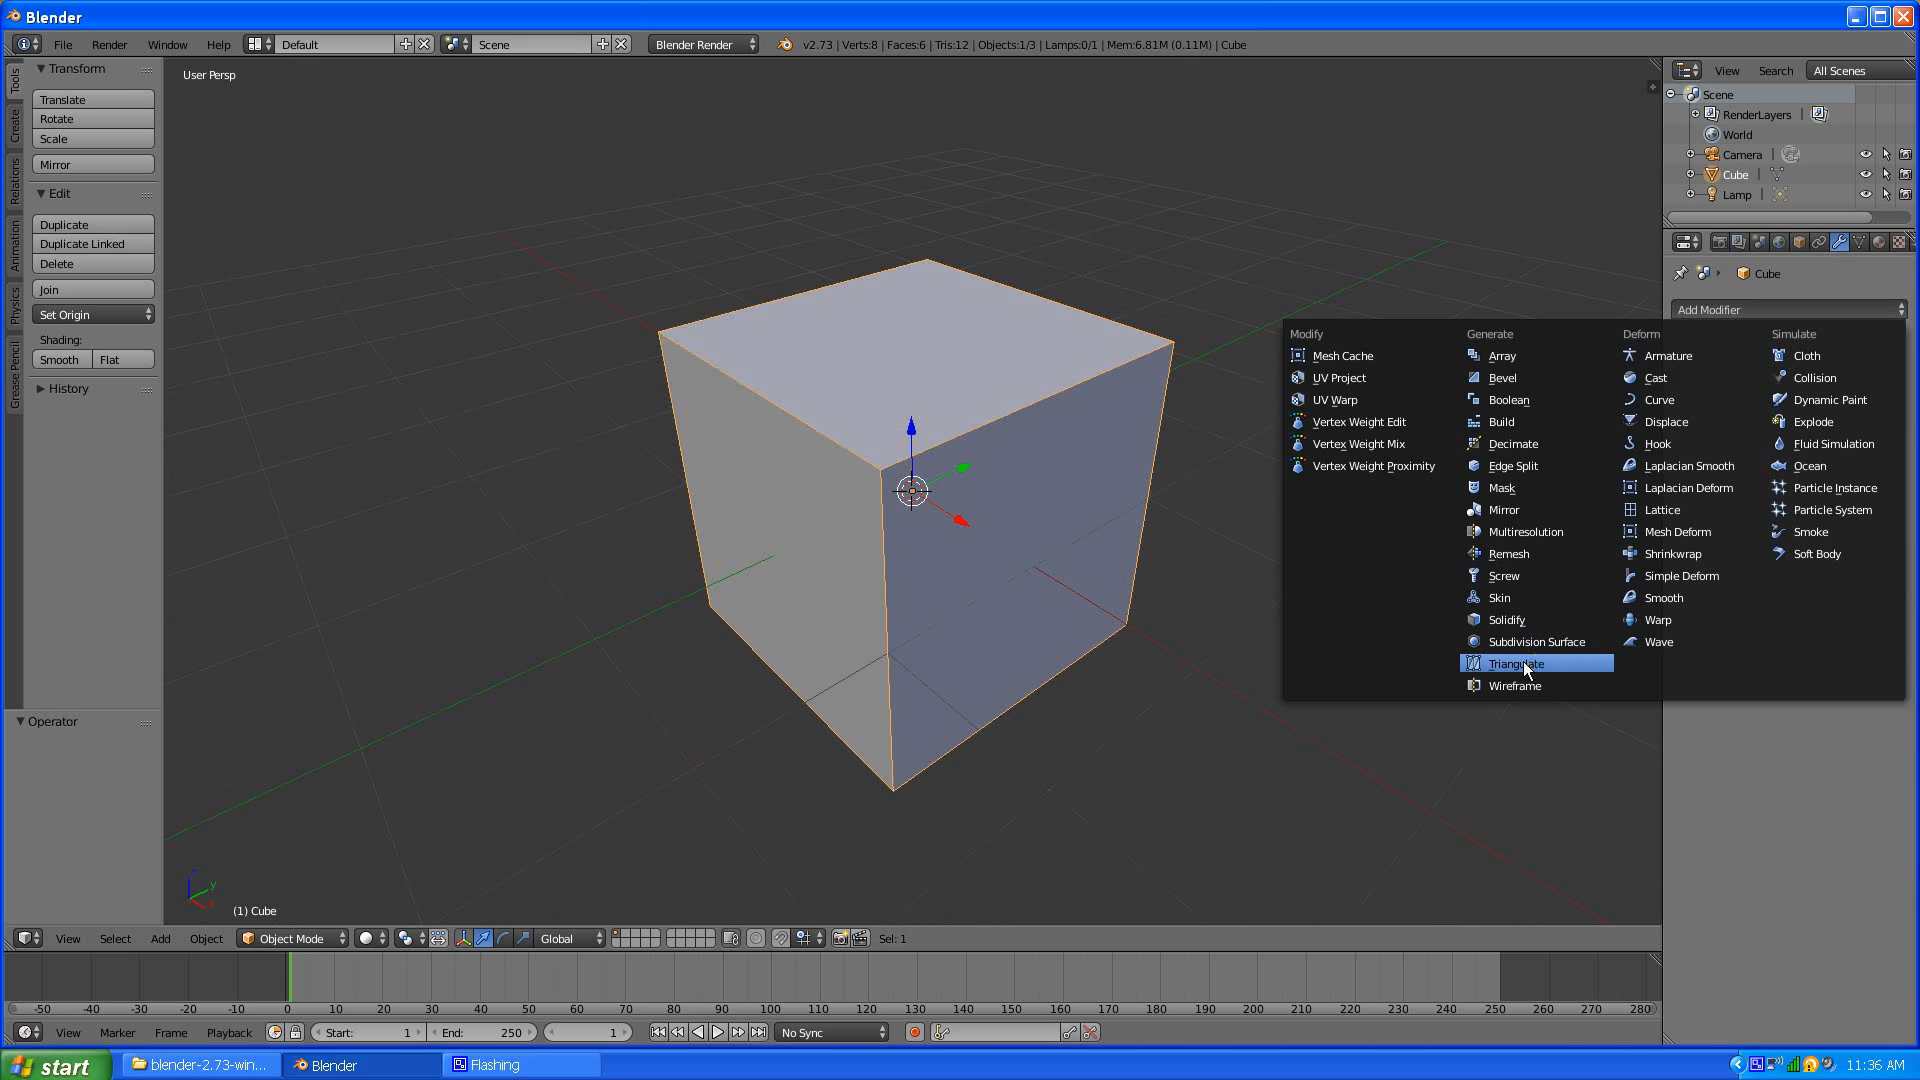 Blender
File Render Window Help Default Scene Blender Render v2.73 | Verts:8 | Faces:6 | Tris:12 | Objects:1/3 | Lamps:0/1 | Mem:6.81M (0.11M) | Cube
Tools
Create
Relations
Animation
Physics
Grease Pencil
Transform
Translate
Rotate
Scale
Mirror
Edit
Duplicate
Duplicate Linked
Delete
Join
Set Origin
Shading:
Smooth Flat
History
Operator
User Persp
(1) Cube
View Search All Scenes
Scene
RenderLayers |
World
Camera |
Cube |
Lamp |
Cube
Add Modifier
Modify
Mesh Cache
UV Project
UV Warp
Vertex Weight Edit
Vertex Weight Mix
Vertex Weight Proximity
Generate
Array
Bevel
Boolean
Build
Decimate
Edge Split
Mask
Mirror
Multiresolution
Remesh
Screw
Skin
Solidify
Subdivision Surface
Triangulate
Wireframe
Deform
Armature
Cast
Curve
Displace
Hook
Laplacian Smooth
Laplacian Deform
Lattice
Mesh Deform
Shrinkwrap
Simple Deform
Smooth
Warp
Wave
Simulate
Cloth
Collision
Dynamic Paint
Explode
Fluid Simulation
Ocean
Particle Instance
Particle System
Smoke
Soft Body
z
y
x
View Select Add Object Object Mode Global Sel: 1
-50 -40 -30 -20 -10 0 10 20 30 40 50 60 70 80 90 100 110 120 130 140 150 160 170 180 190 200 210 220 230 240 250 260 270 280
View Marker Frame Playback Start: 1 End: 250 1 No Sync
start blender-2.73-win... Blender Flashing 11:36 AM